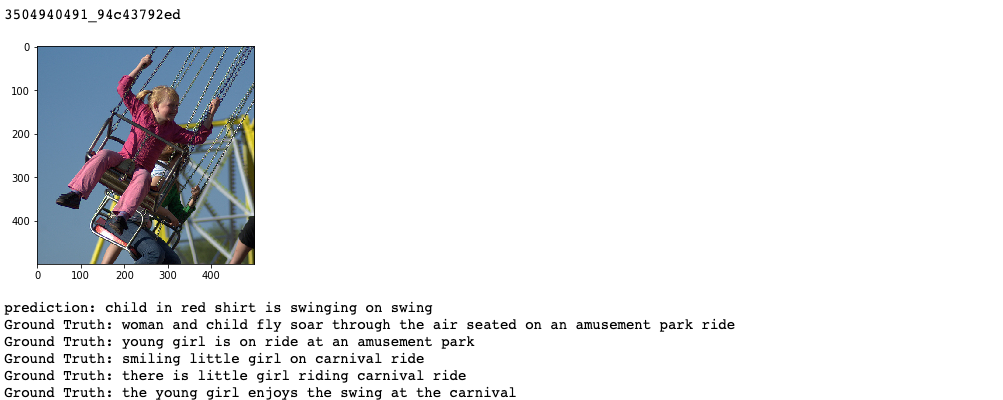 3504940491_94c43792ed
0
100
200
300
400
0 100 200 300 400
prediction: child in red shirt is swinging on swing
Ground Truth: woman and child fly soar through the air seated on an amusement park ride
Ground Truth: young girl is on ride at an amusement park
Ground Truth: smiling little girl on carnival ride
Ground Truth: there is little girl riding carnival ride
Ground Truth: the young girl enjoys the swing at the carnival